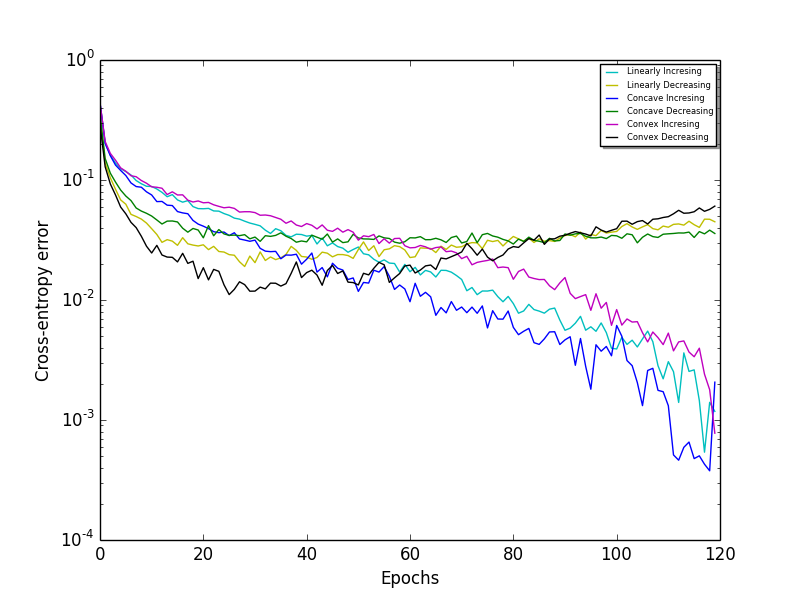 10^0
10^-1
10^-2
10^-3
10^-4
Cross-entropy error
0 20 40 60 80 100 120
Epochs
Linearly Incresing
Linearly Decreasing
Concave Incresing
Concave Decreasing
Convex Incresing
Convex Decreasing